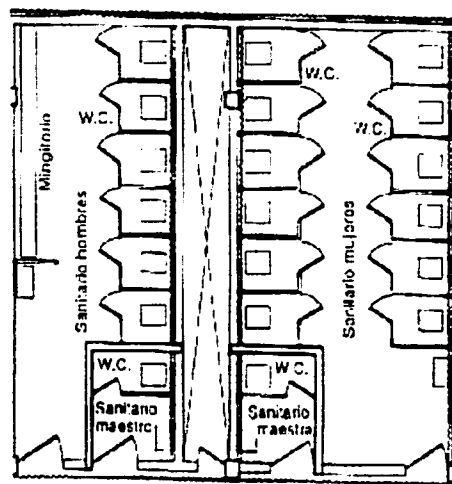 Mingitorio
W.C.
Sanitario hombres
W.C.
Sanitario
maestro
W.C.
W.C.
Sanitario mujeres
W.C.
Sanitario
maestra